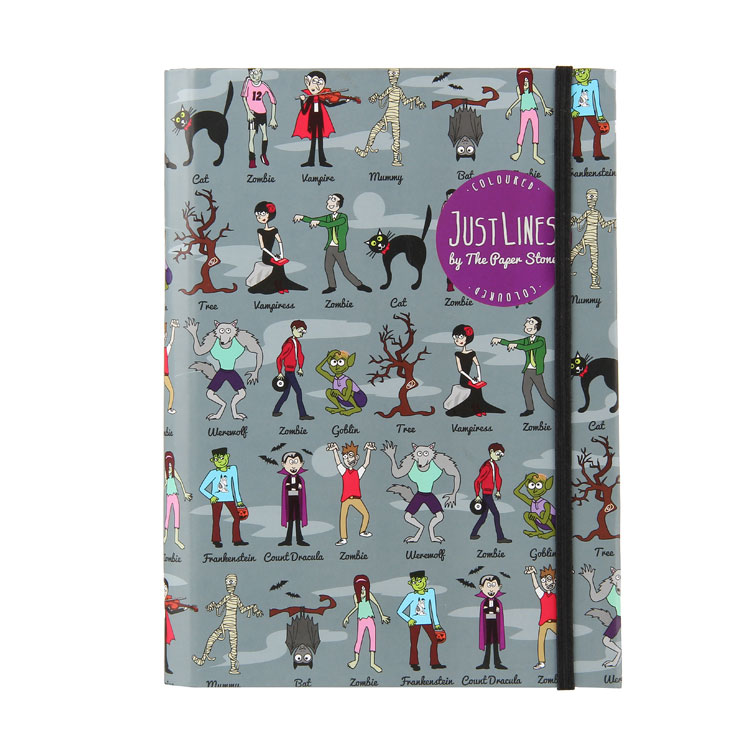 12
Cat Zombie Vampire Mummy Bat Zombie Frankenstein
· COLOURED ·
JUSTLINES
by The Paper Stone
· COLOURED ·
Tree Vampiress Zombie Cat Mummy
Werewolf Zombie Goblin Tree Vampiress Zombie Cat
Frankenstein Count Dracula Zombie Werewolf Zombie Goblin Tree
Mummy Bat Zombie Frankenstein Count Dracula Zombie